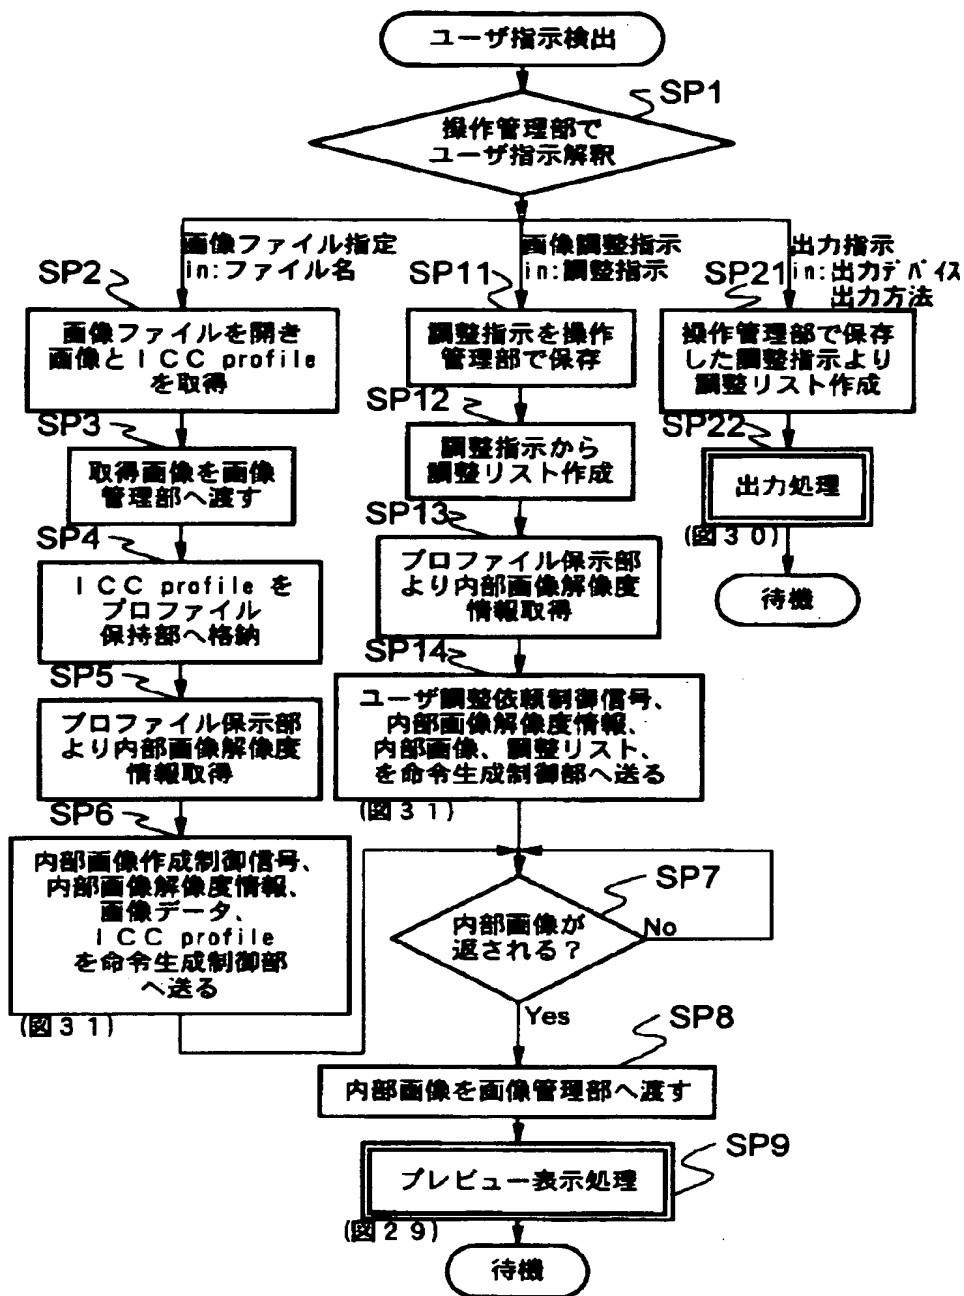 ユーザ指示検出
SP1
操作管理部で
ユーザ指示解釈
画像ファイル指定
in:ファイル名
SP2
画像ファイルを開き
画像とICC profile
を取得
SP3
取得画像を画像
管理部へ渡す
SP4
ICC profile を
プロファイル
保持部へ格納
SP5
プロファイル保示部
より内部画像解像度
情報取得
SP6
内部画像作成制御信号、
内部画像解像度情報、
画像データ、
ICC profile
を命令生成制御部
へ送る
(図31)
画像調整指示
in:調整指示
SP11
調整指示を操作
管理部で保存
SP12
調整指示から
調整リスト作成
SP13
プロファイル保示部
より内部画像解像度
情報取得
SP14
ユーザ調整依頼制御信号、
内部画像解像度情報、
内部画像、調整リスト、
を命令生成制御部へ送る
(図31)
出力指示
in:出力デバイス
出力方法
SP21
操作管理部で保存
した調整指示より
調整リスト作成
SP22
出力処理
(図30)
待機
SP7
内部画像が
返される?
No
Yes
SP8
内部画像を画像管理部へ渡す
SP9
プレビュー表示処理
(図29)
待機